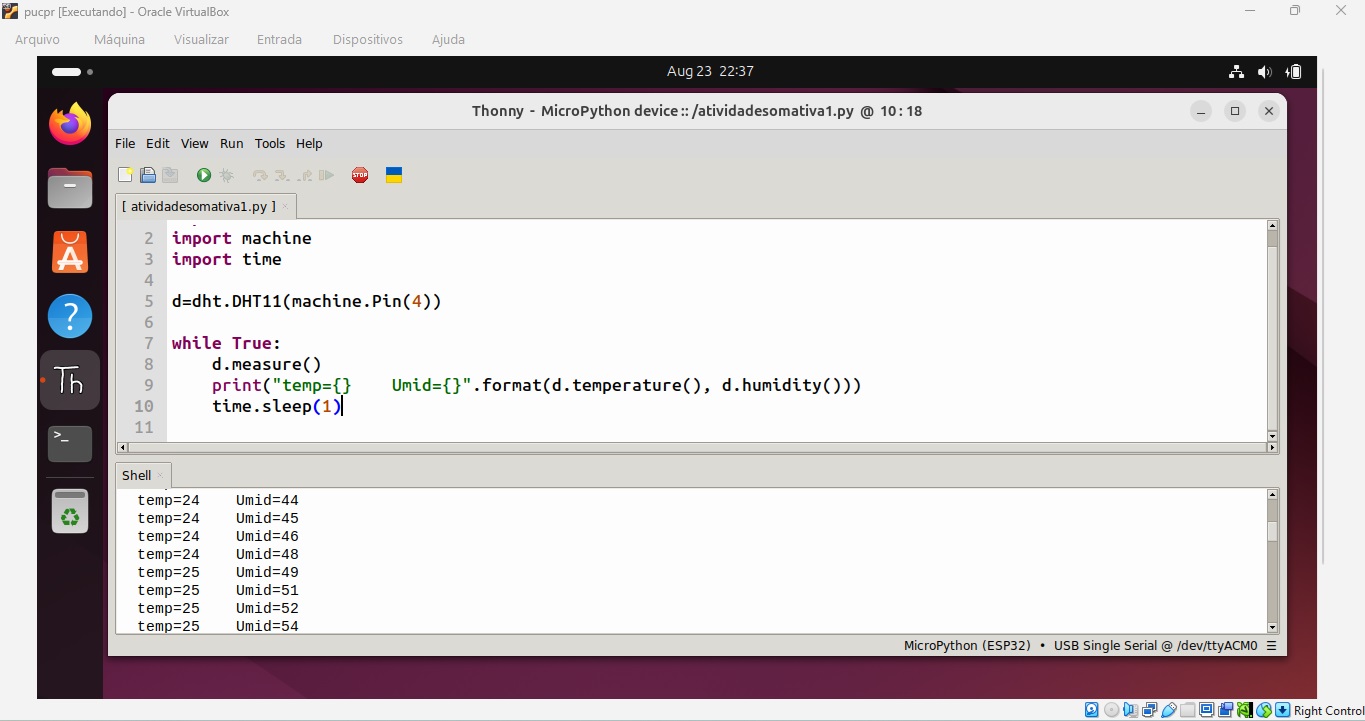 pucpr [Executando] - Oracle VirtualBox
Arquivo Máquina Visualizar Entrada Dispositivos Ajuda
Aug 23 22:37
Thonny - MicroPython device :: /atividadesomativa1.py @ 10 : 18
File Edit View Run Tools Help
STOP
[ atividadesomativa1.py ] ×
2 import machine
3 import time
4
5 d=dht.DHT11(machine.Pin(4))
6
7 while True:
8     d.measure()
9     print("temp={}    Umid={}".format(d.temperature(), d.humidity()))
10     time.sleep(1)
11
Th
Shell ×
temp=24    Umid=44
temp=24    Umid=45
temp=24    Umid=46
temp=24    Umid=48
temp=25    Umid=49
temp=25    Umid=51
temp=25    Umid=52
temp=25    Umid=54
MicroPython (ESP32) • USB Single Serial @ /dev/ttyACM0 ☰
Right Control